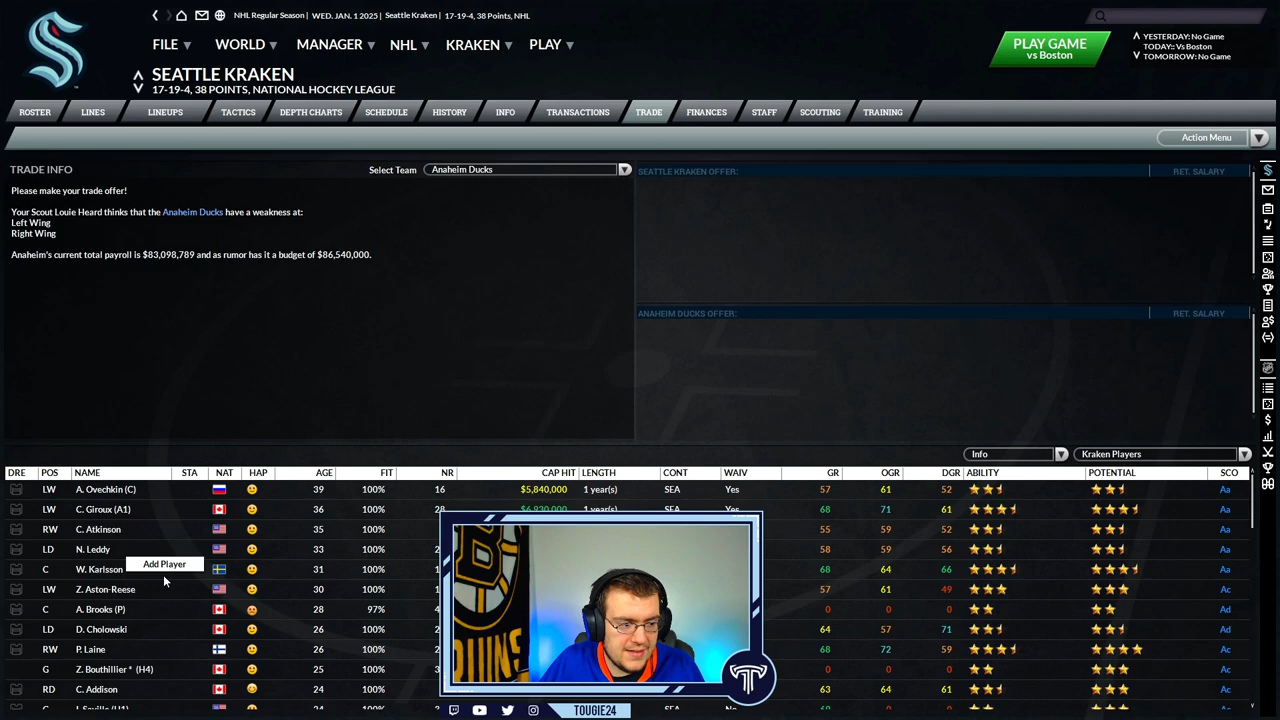 NHL Regular Season | WED. JAN. 1 2025 | Seattle Kraken | 17-19-4, 38 Points, NHL
FILE WORLD MANAGER NHL KRAKEN PLAY
PLAY GAME
vs Boston
YESTERDAY: No Game
TODAY:: Vs Boston
TOMORROW: No Game
SEATTLE KRAKEN
17-19-4, 38 POINTS, NATIONAL HOCKEY LEAGUE
ROSTER LINES LINEUPS TACTICS DEPTH CHARTS SCHEDULE HISTORY INFO TRANSACTIONS TRADE FINANCES STAFF SCOUTING TRAINING
Action Menu
TRADE INFO
Select Team Anaheim Ducks
SEATTLE KRAKEN OFFER: RET. SALARY
Please make your trade offer!
Your Scout Louie Heard thinks that the Anaheim Ducks have a weakness at:
Left Wing
Right Wing
Anaheim's current total payroll is $83,098,789 and as rumor has it a budget of $86,540,000.
ANAHEIM DUCKS OFFER: RET. SALARY
Info Kraken Players
DRE POS NAME STA NAT HAP AGE FIT NR CAP HIT LENGTH CONT WAIV GR OGR DGR ABILITY POTENTIAL SCO
LW A. Ovechkin (C) 39 100% 16 $5,840,000 1 year(s) SEA Yes 57 61 52 Aa
LW C. Giroux (A1) 36 100% 28 $6,930,000 1 year(s) SEA Yes 68 71 61 Aa
RW C. Atkinson 35 100% 55 59 52 Aa
LD N. Leddy 33 100% 58 59 56 Aa
Add Player
C W. Karlsson 31 100% 68 64 66 Aa
LW Z. Aston-Reese 30 100% 57 61 49 Ac
C A. Brooks (P) 28 97% 0 0 0 Ad
LD D. Cholowski 26 100% 64 57 71 Ad
RW P. Laine 26 100% 68 72 59 Ac
G Z. Bouthillier * (H4) 25 100% 0 0 0 Ac
RD C. Addison 24 100% 63 64 61 Ac
TOUGIE24